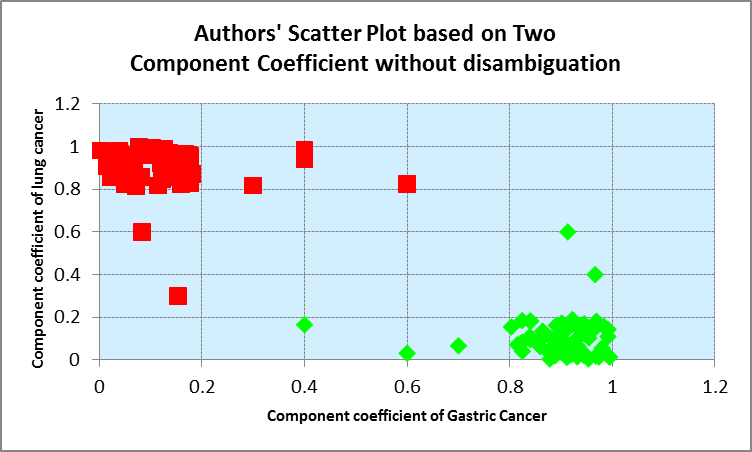 Authors' Scatter Plot based on Two
Component Coefficient without disambiguation
Component coefficient of lung cancer
1.2
1
0.8
0.6
0.4
0.2
0
0 0.2 0.4 0.6 0.8 1 1.2
Component coefficient of Gastric Cancer